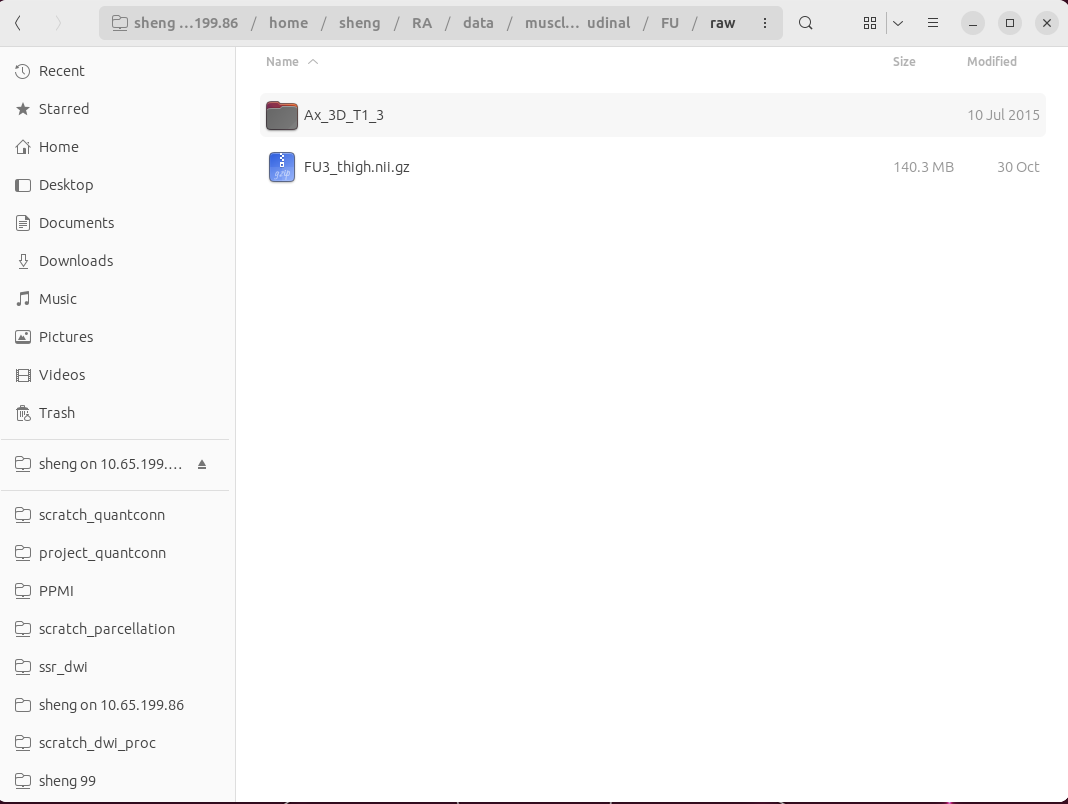 sheng ...199.86 / home / sheng / RA / data / muscl... udinal / FU / raw
Name Size Modified
Recent
Starred
Home
Desktop
Documents
Downloads
Music
Pictures
Videos
Trash
sheng on 10.65.199....
scratch_quantconn
project_quantconn
PPMI
scratch_parcellation
ssr_dwi
sheng on 10.65.199.86
scratch_dwi_proc
sheng 99
Ax_3D_T1_3 10 Jul 2015
gzip
FU3_thigh.nii.gz 140.3 MB 30 Oct